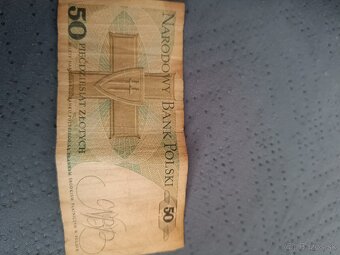 NARODOWY BANK POLSKI
50
PIĘĆDZIESIĄT ZŁOTYCH
50